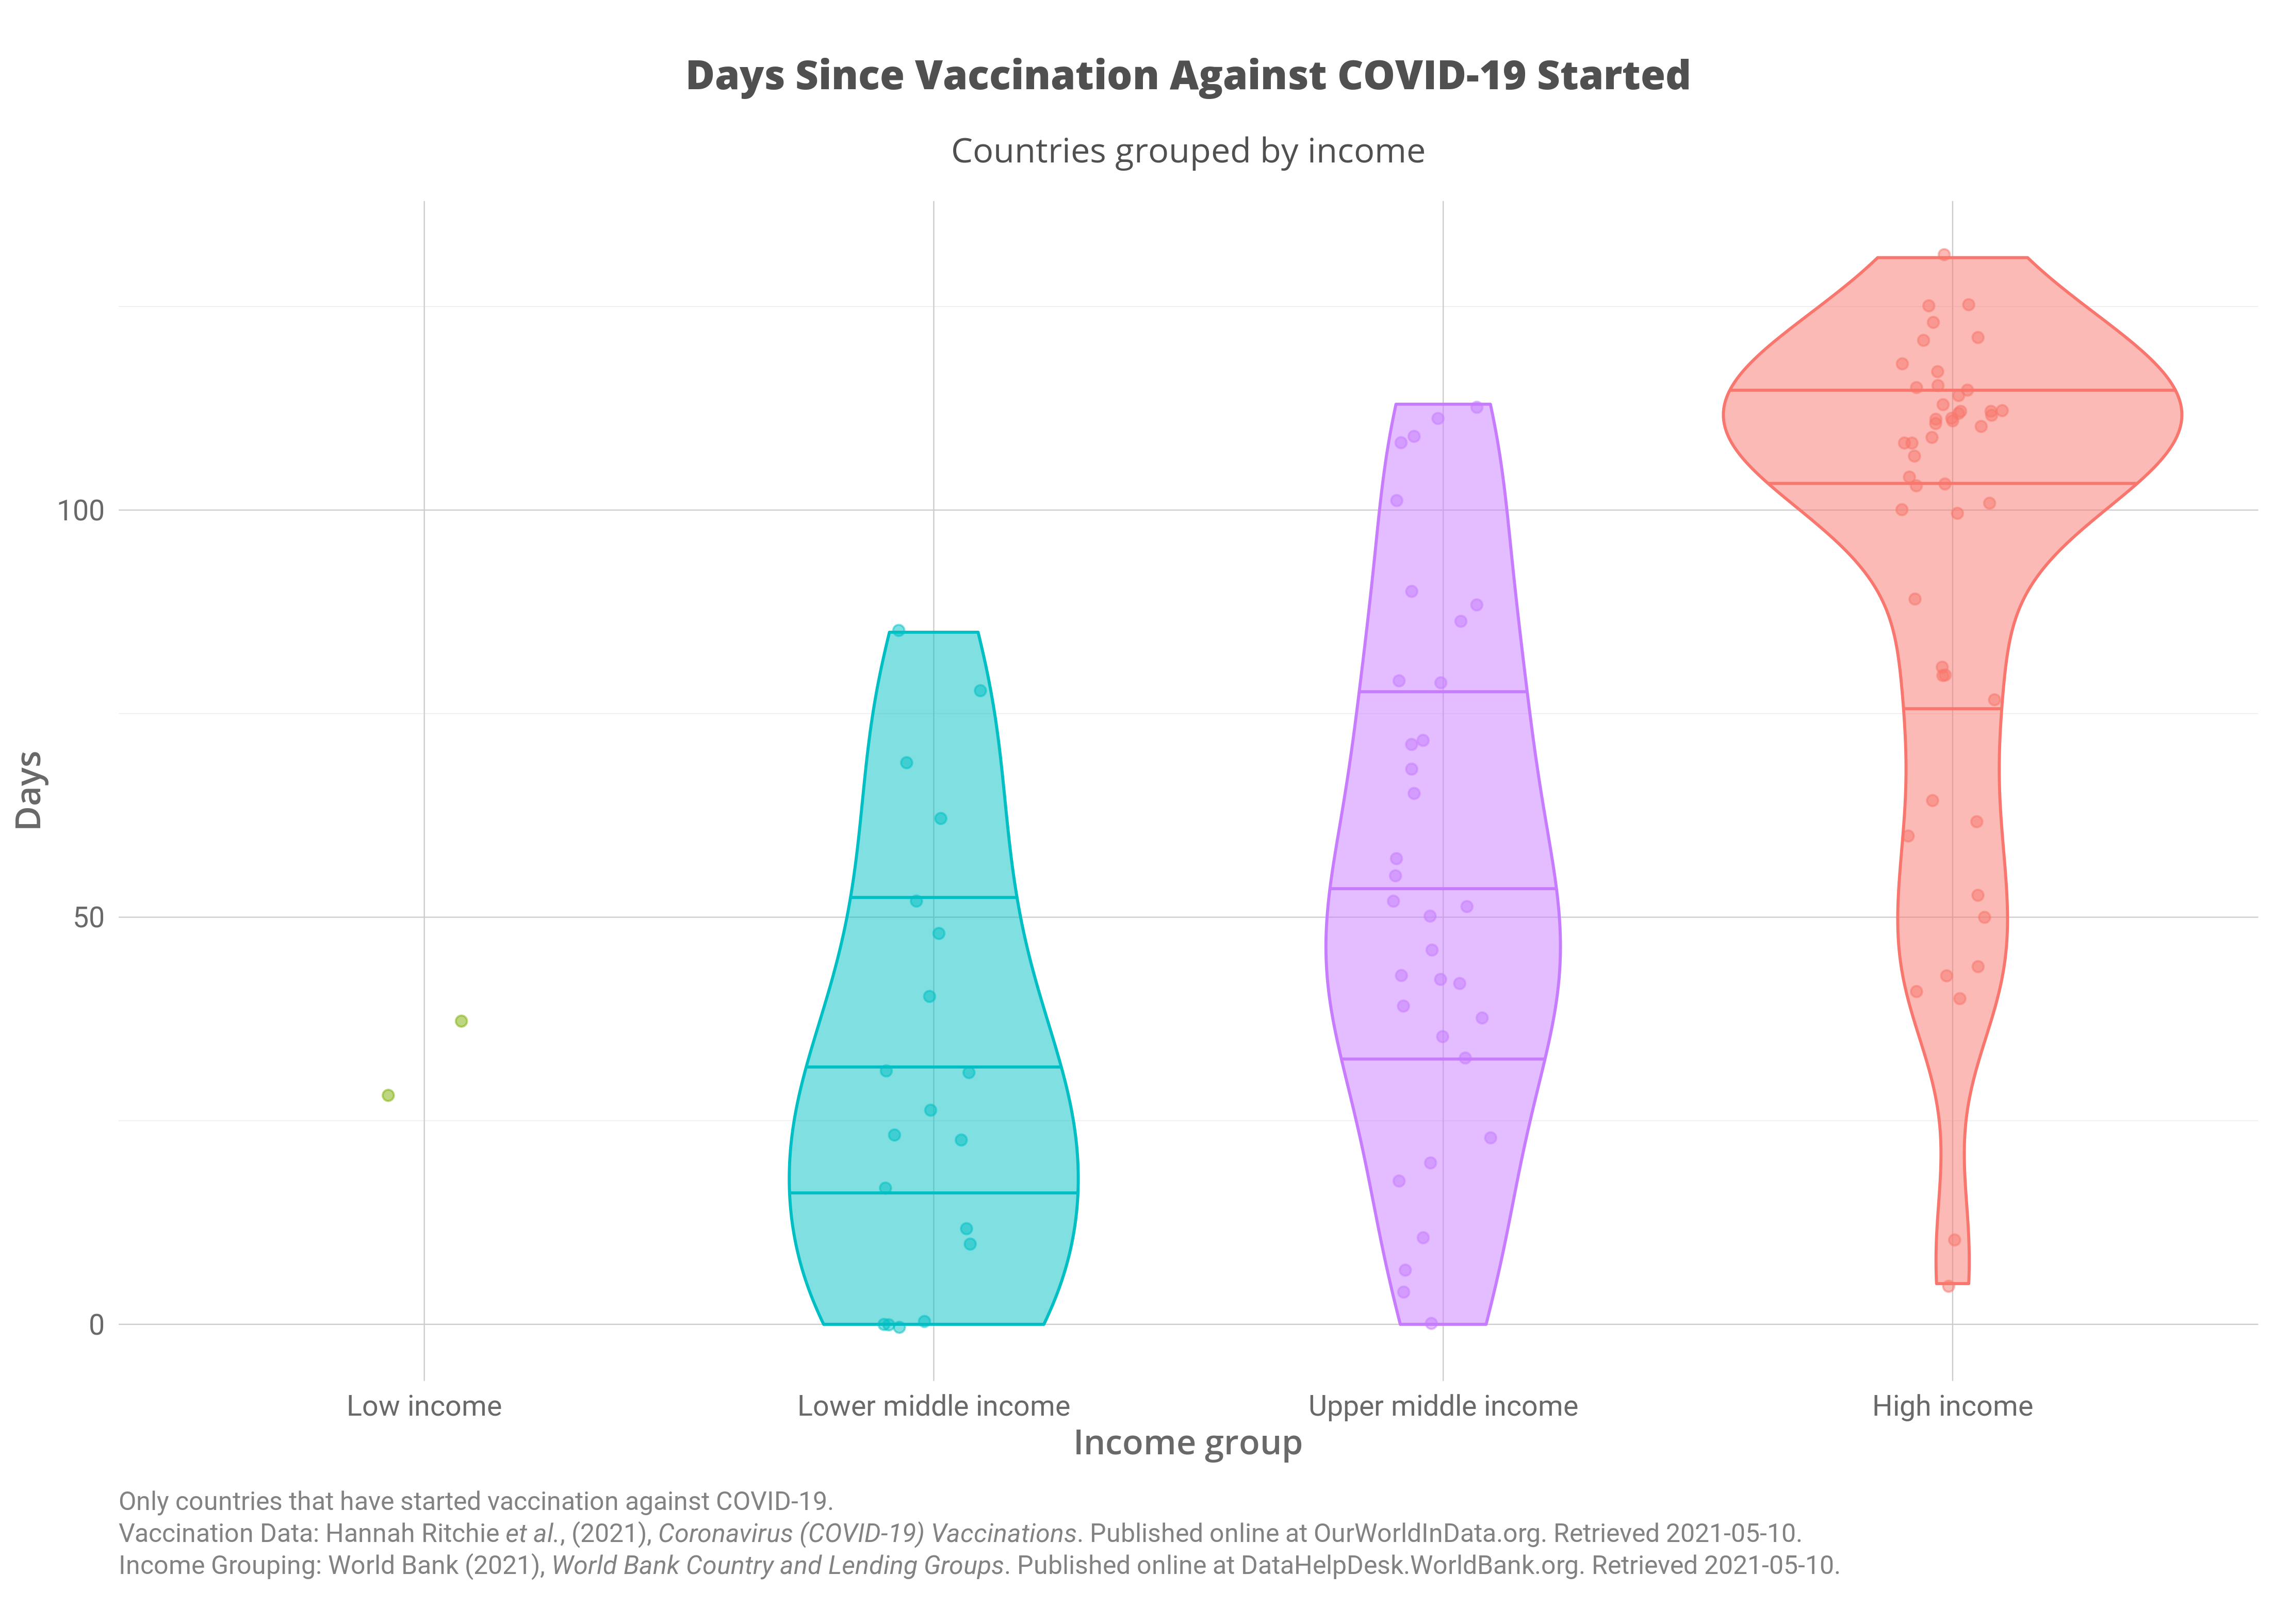 Days Since Vaccination Against COVID-19 Started
Countries grouped by income
Days
100
50
0
Low income
Lower middle income
Upper middle income
High income
Income group
Only countries that have started vaccination against COVID-19.
Vaccination Data: Hannah Ritchie et al., (2021), Coronavirus (COVID-19) Vaccinations. Published online at OurWorldInData.org. Retrieved 2021-05-10.
Income Grouping: World Bank (2021), World Bank Country and Lending Groups. Published online at DataHelpDesk.WorldBank.org. Retrieved 2021-05-10.